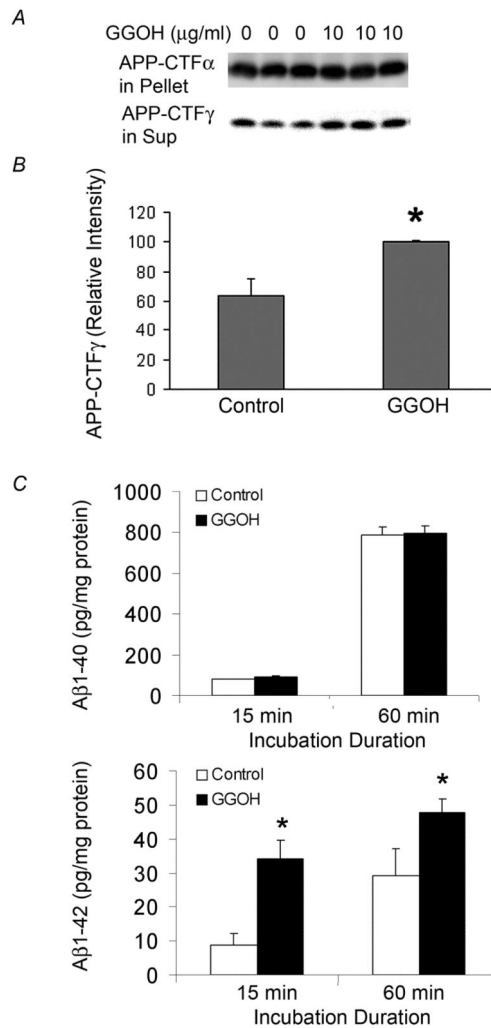 A
GGOH (μg/ml) 0 0 0 10 10 10
APP-CTFα
in Pellet
APP-CTFγ
in Sup
B
APP-CTFγ (Relative Intensity)
120
100
80
60
40
20
0
*
Control GGOH
C
Aβ1-40 (pg/mg protein)
1000
800
600
400
200
0
Control
GGOH
15 min 60 min
Incubation Duration
Aβ1-42 (pg/mg protein)
60
50
40
30
20
10
0
Control
GGOH
* *
15 min 60 min
Incubation Duration